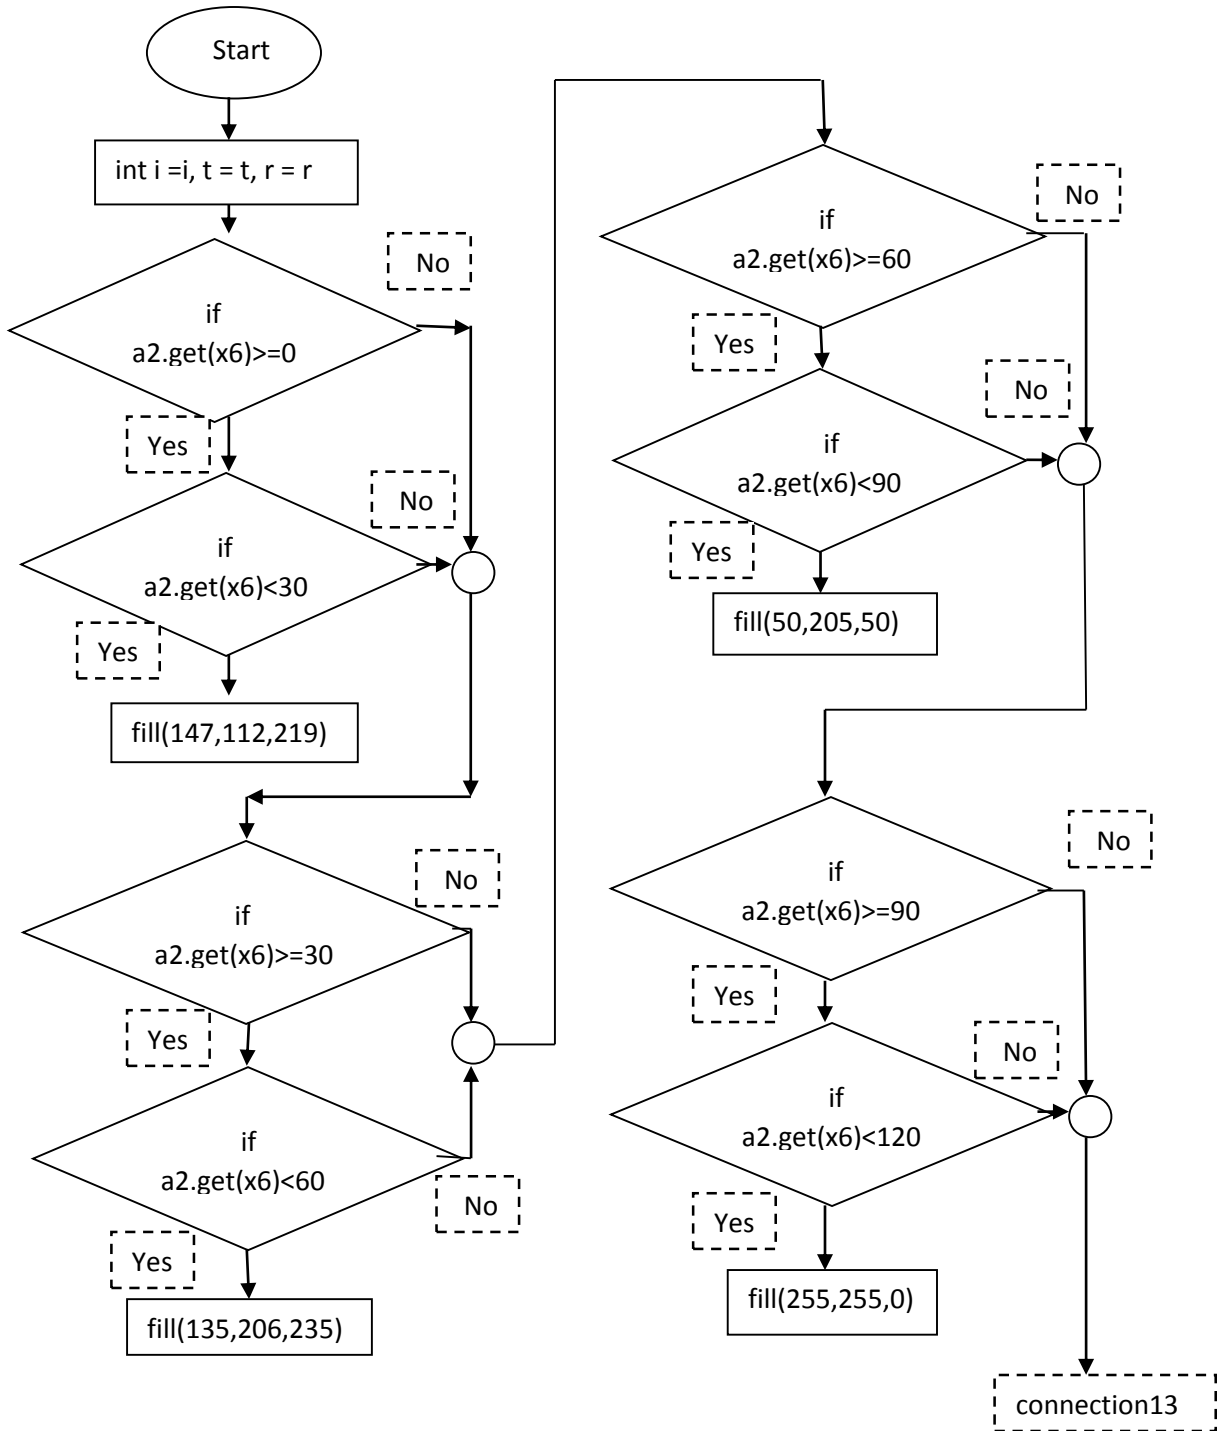 Start
int i =i, t = t, r = r
No
if
a2.get(x6)>=0
Yes
No
if
a2.get(x6)<30
Yes
fill(147,112,219)
No
if
a2.get(x6)>=30
Yes
if
a2.get(x6)<60
No
Yes
fill(135,206,235)
No
if
a2.get(x6)>=60
Yes
No
if
a2.get(x6)<90
Yes
fill(50,205,50)
No
if
a2.get(x6)>=90
Yes
No
if
a2.get(x6)<120
Yes
fill(255,255,0)
connection13